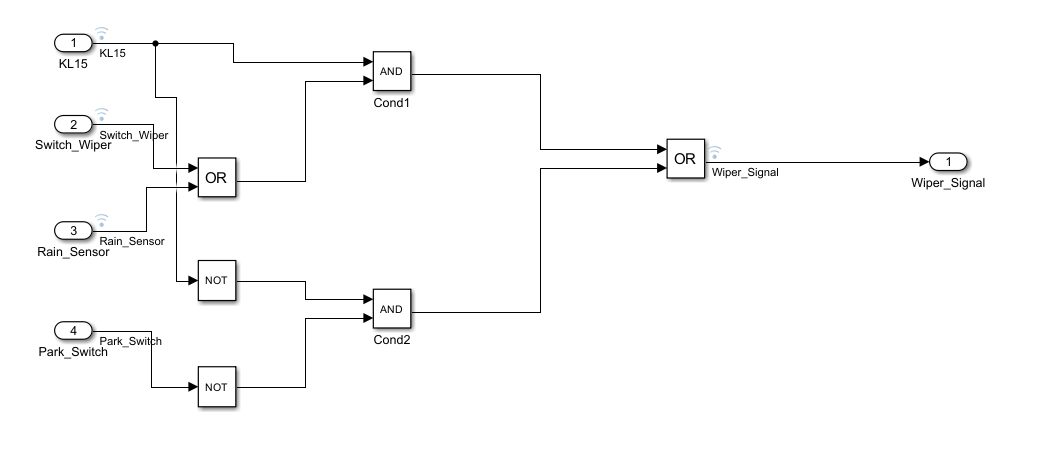 1
KL15
KL15
AND
Cond1
2
Switch_Wiper
Switch_Wiper
OR
OR
Wiper_Signal
1
Wiper_Signal
3
Rain_Sensor
Rain_Sensor
NOT
AND
Cond2
4
Park_Switch
Park_Switch
NOT